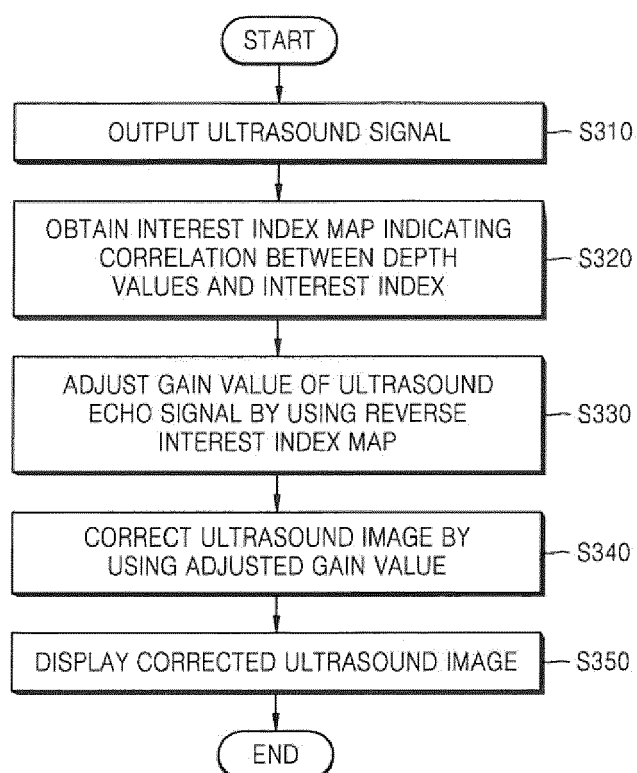 START
OUTPUT ULTRASOUND SIGNAL
S310
OBTAIN INTEREST INDEX MAP INDICATING
CORRELATION BETWEEN DEPTH
VALUES AND INTEREST INDEX
S320
ADJUST GAIN VALUE OF ULTRASOUND
ECHO SIGNAL BY USING REVERSE
INTEREST INDEX MAP
S330
CORRECT ULTRASOUND IMAGE BY
USING ADJUSTED GAIN VALUE
S340
DISPLAY CORRECTED ULTRASOUND IMAGE
S350
END